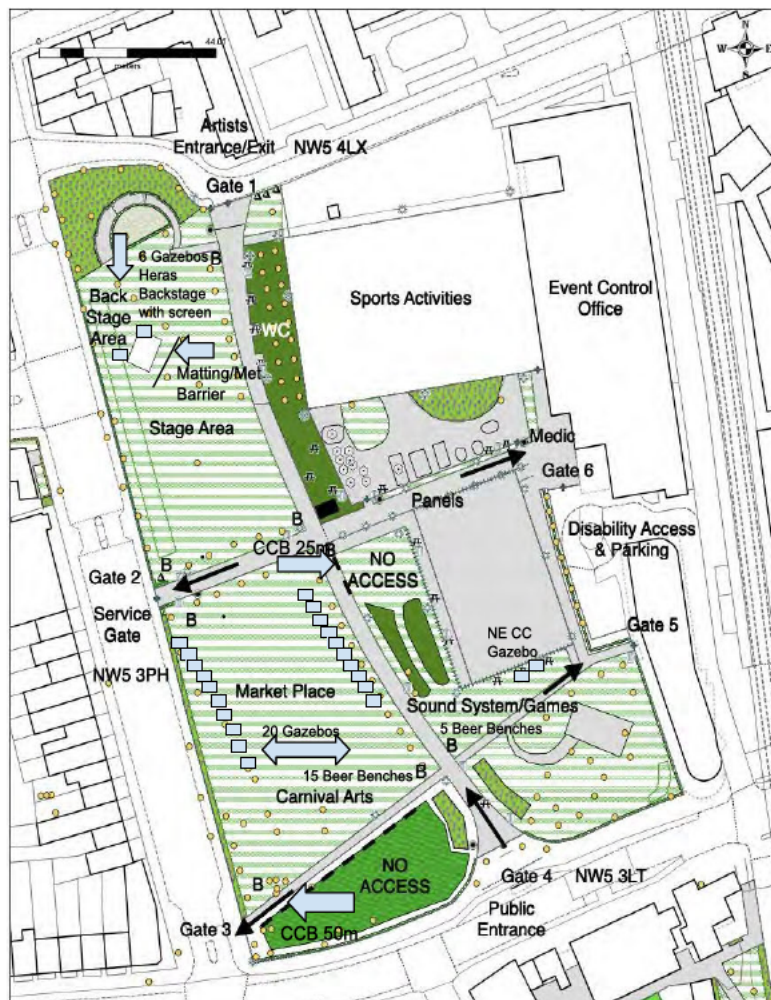 0
44.01
meters
N
W
E
S
Artists
Entrance/Exit
NW5 4LX
Gate 1
B
6 Gazebos
Heras
Backstage
with screen
Back
Stage
Area
WC
Sports Activities
Event Control
Office
Matting/Met
Barrier
Stage Area
Medic
Gate 6
Panels
B
Disability Access
& Parking
CCB 25m
B
NO
ACCESS
B
Gate 2
Service
Gate
B
NE CC
Gazebo
Gate 5
NW5 3PH
Market Place
Sound System/Games
5 Beer Benches
20 Gazebos
B
15 Beer Benches
B
Carnival Arts
NO
ACCESS
B
Gate 4
NW5 3LT
Public
Entrance
Gate 3
CCB 50m